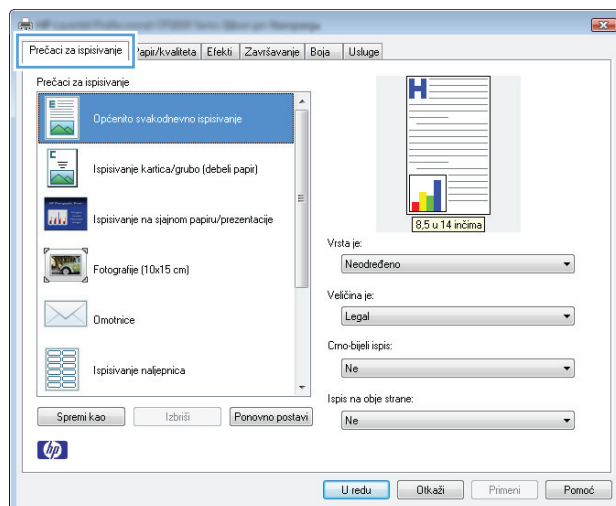 Prečaci za ispisivanje
Papir/kvaliteta
Efekti
Završavanje
Boja
Usluge
Prečaci za ispisivanje
Općenito svakodnevno ispisivanje
Ispisivanje kartica/grubo (debeli papir)
Ispisivanje na sjajnom papiru/prezentacije
Fotografije (10x15 cm)
Omotnice
Ispisivanje naljepnica
Spremi kao
Izbriši
Ponovno postavi
8,5 u 14 inčima
Vrsta je:
Neodređeno
Veličina je:
Legal
Crno-bijeli ispis:
Ne
Ispis na obje strane:
Ne
hp
U redu
Otkaži
Primeni
Pomoć